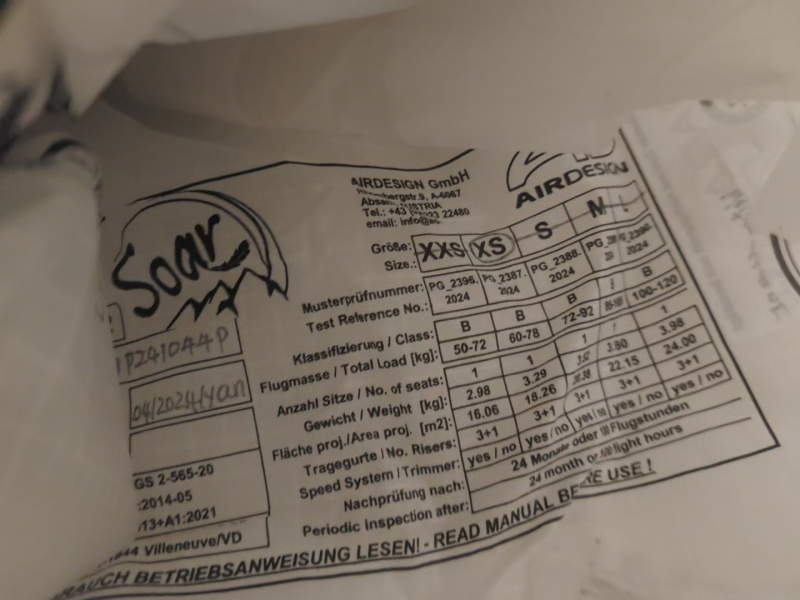 Soar
P241044P
04/2024/yan
GS 2-565-20
:2014-05
/13+A1:2021
Villeneuve/VD
AIRDESIGN GmbH
Tel.: +43 22480
email:
AIRDESIGN
Größe:
Size.: XXS XS S M
Musterprüfnummer: PG_2396. PG_2387. PG_2388.
Test Reference No.: 2024 2024 2024 2024
Klassifizierung / Class: B B B B
Flugmasse / Total Load [kg]: 50-72 60-78 72-92 100-120
Anzahl Sitze / No. of seats: 1 1 1 1
Gewicht / Weight [kg]: 2.98 3.29 3.98
Fläche proj./Area proj. [m2]: 16.06 18.26 22.15 24.00
Tragegurte / No. Risers: 3+1 3+1 3+1 3+1 3+1
Speed System / Trimmer: yes / no yes / no yes / no yes / no
Nachprüfung nach: 24 Monate oder Flugstunden
Periodic Inspection after: 24 month or flight hours
BETRIEBSANWEISUNG LESEN! - READ MANUAL USE !